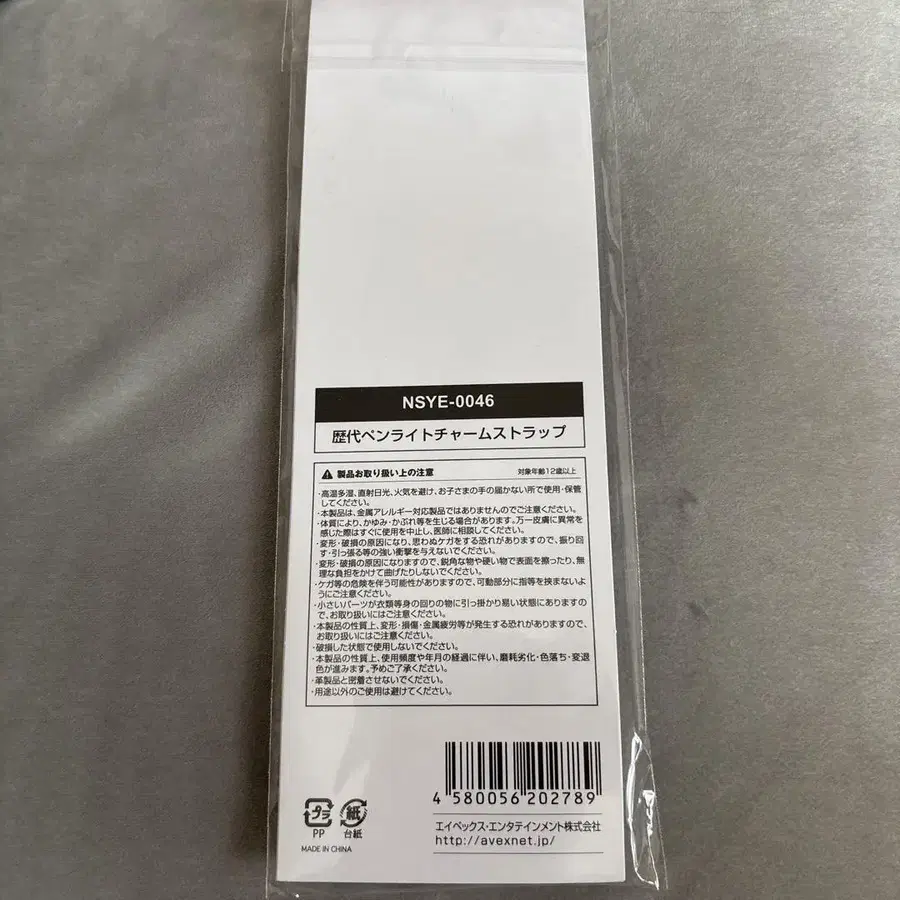 NSYE-0046
歴代ペンライトチャームストラップ
製品お取り扱い上の注意 対象年齢12歳以上
・高温多湿、直射日光、火気を避け、お子さまの手の届かない所で使用・保管
してください。
・本製品は、金属アレルギー対応製品ではありませんのでご注意ください。
・体質により、かゆみ・かぶれ等を生じる場合があります。万一皮膚に異常を
感じた際はすぐに使用を中止し、医師に相談してください。
・変形・破損の原因になり、思わぬケガをする恐れがありますので、振り回
す・引っ張る等の強い衝撃を与えないでください。
・変形・破損の原因になりますので、鋭角な物や硬い物で表面を擦ったり、無
理な負担をかけて曲げたりしないでください。
・ケガ等の危険を伴う可能性がありますので、可動部分に指等を挟まないよ
うにご注意ください。
・小さいパーツが衣類等身の回りの物に引っ掛かり易い状態にありますの
で、お取り扱いにはご注意ください。
・本製品の性質上、変形・損傷・金属疲労等が発生する恐れがありますので、
お取り扱いにはご注意ください。
・破損した状態で使用しないでください。
・本製品の性質上、使用頻度や年月の経過に伴い、磨耗劣化・色落ち・変退
色が進みます。予めご了承ください。
・革製品と密着させないでください。
・用途以外のご使用は避けてください。
4 580056 202789
プラ
PP
紙
台紙
エイベックス・エンタテインメント株式会社
http://avexnet.jp/
MADE IN CHINA